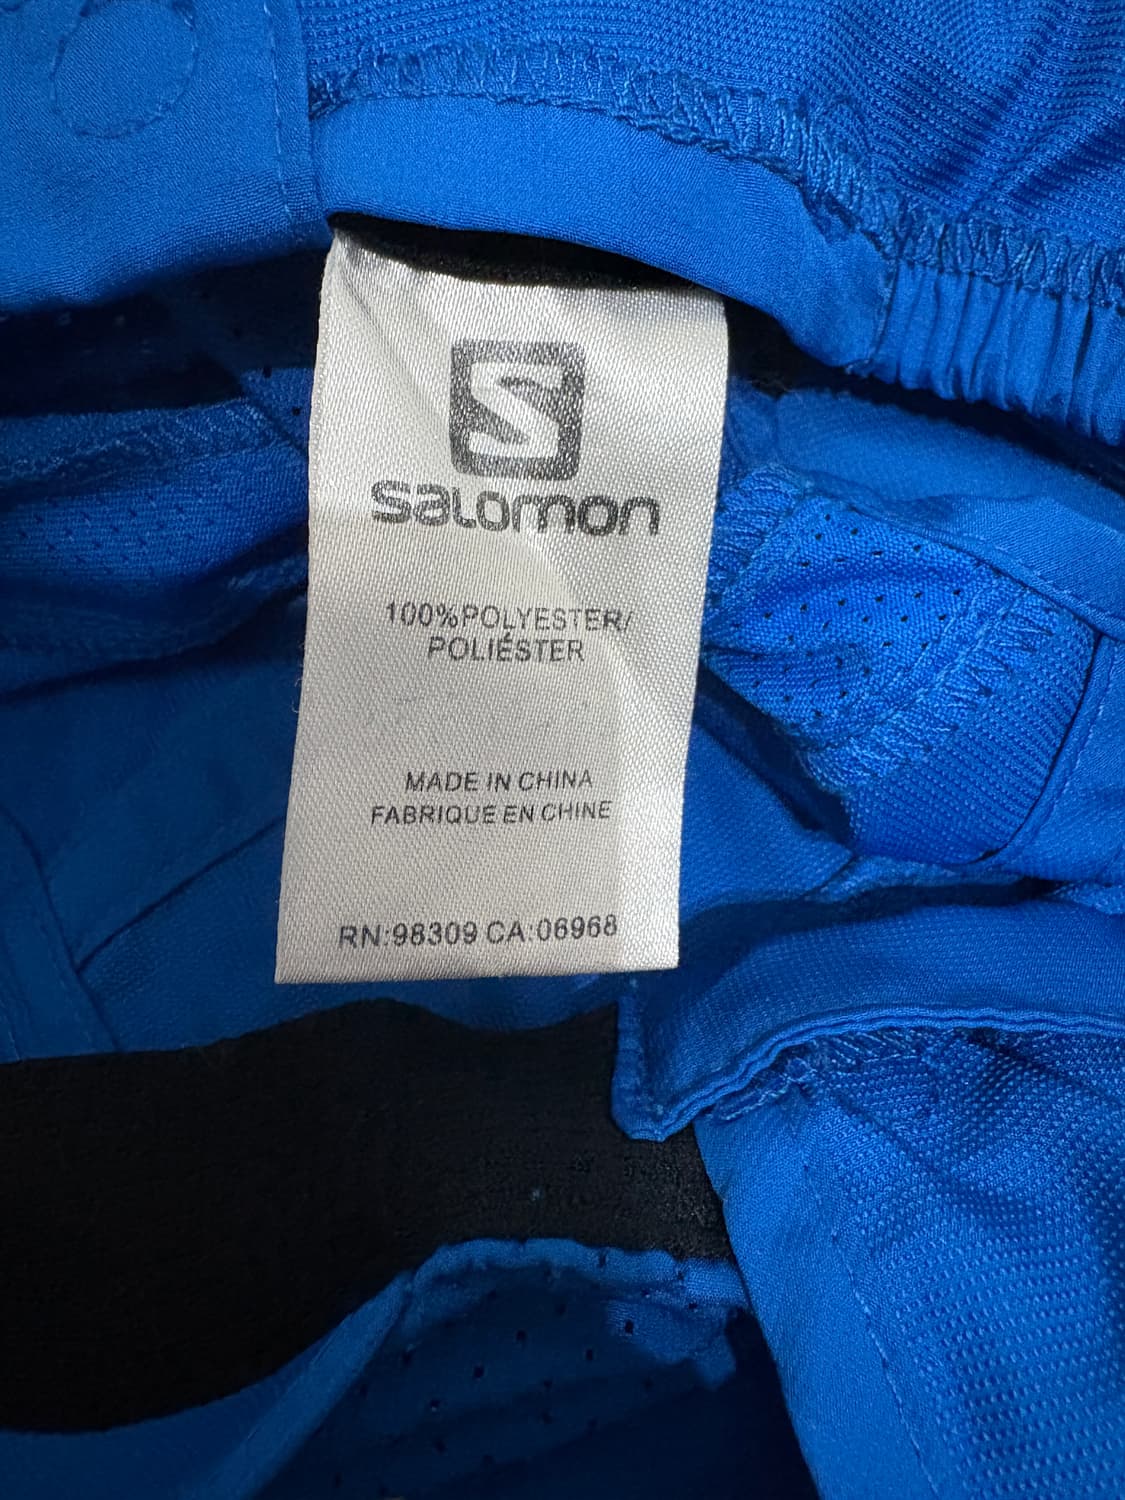 S
salomon
100%POLYESTER/
POLIÉSTER
MADE IN CHINA
FABRIQUE EN CHINE
RN:98309 CA:06968